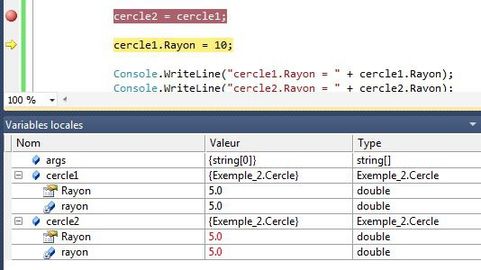 cercle2 = cercle1;
cercle1.Rayon = 10;
Console.WriteLine("cercle1.Rayon = " + cercle1.Rayon);
Console.WriteLine("cercle2.Rayon = " + cercle2.Rayon);
100 %
Variables locales
Nom Valeur Type
args {string[0]} string[]
cercle1 {Exemple_2.Cercle} Exemple_2.Cercle
Rayon 5.0 double
rayon 5.0 double
cercle2 {Exemple_2.Cercle} Exemple_2.Cercle
Rayon 5.0 double
rayon 5.0 double